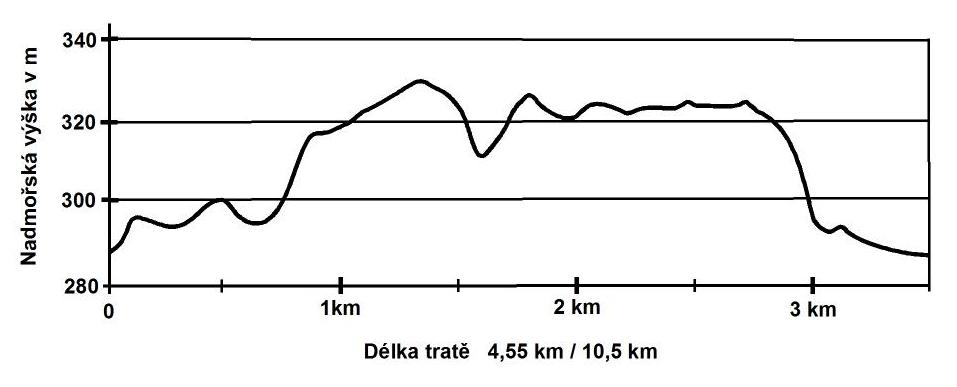 Nadmořská výška v m
340
320
300
280
0
1km
2 km
3 km
Délka tratě 4,55 km / 10,5 km